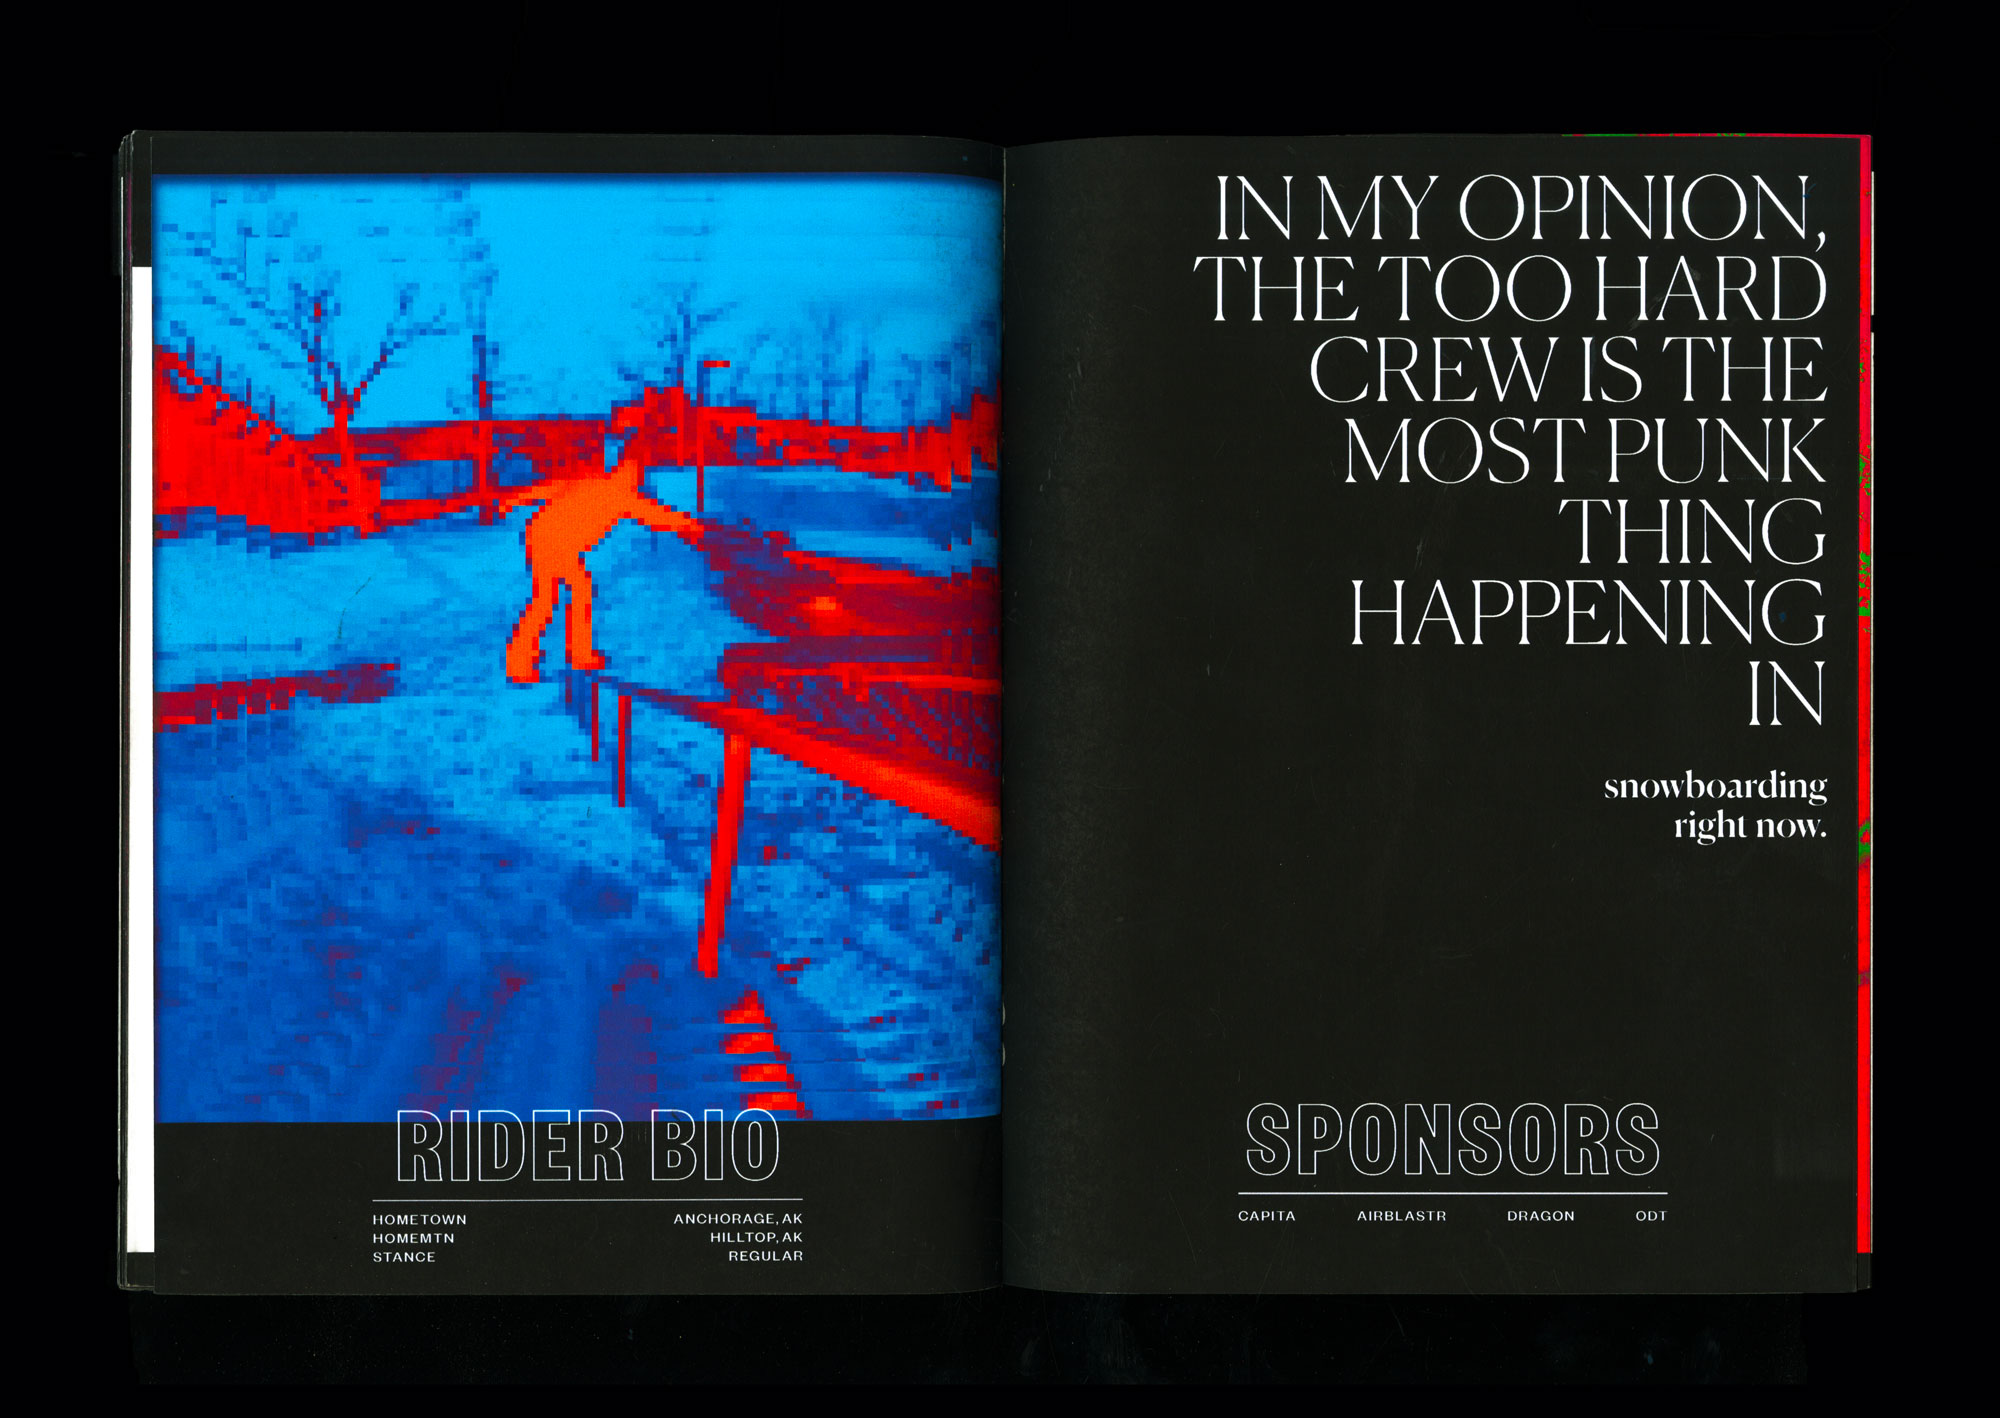 RIDER BIO
HOMETOWN ANCHORAGE, AK
HOMEMTN HILLTOP, AK
STANCE REGULAR
IN MY OPINION,
THE TOO HARD
CREW IS THE
MOST PUNK
THING
HAPPENING
IN
snowboarding
right now.
SPONSORS
CAPITA AIRBLASTR DRAGON ODT